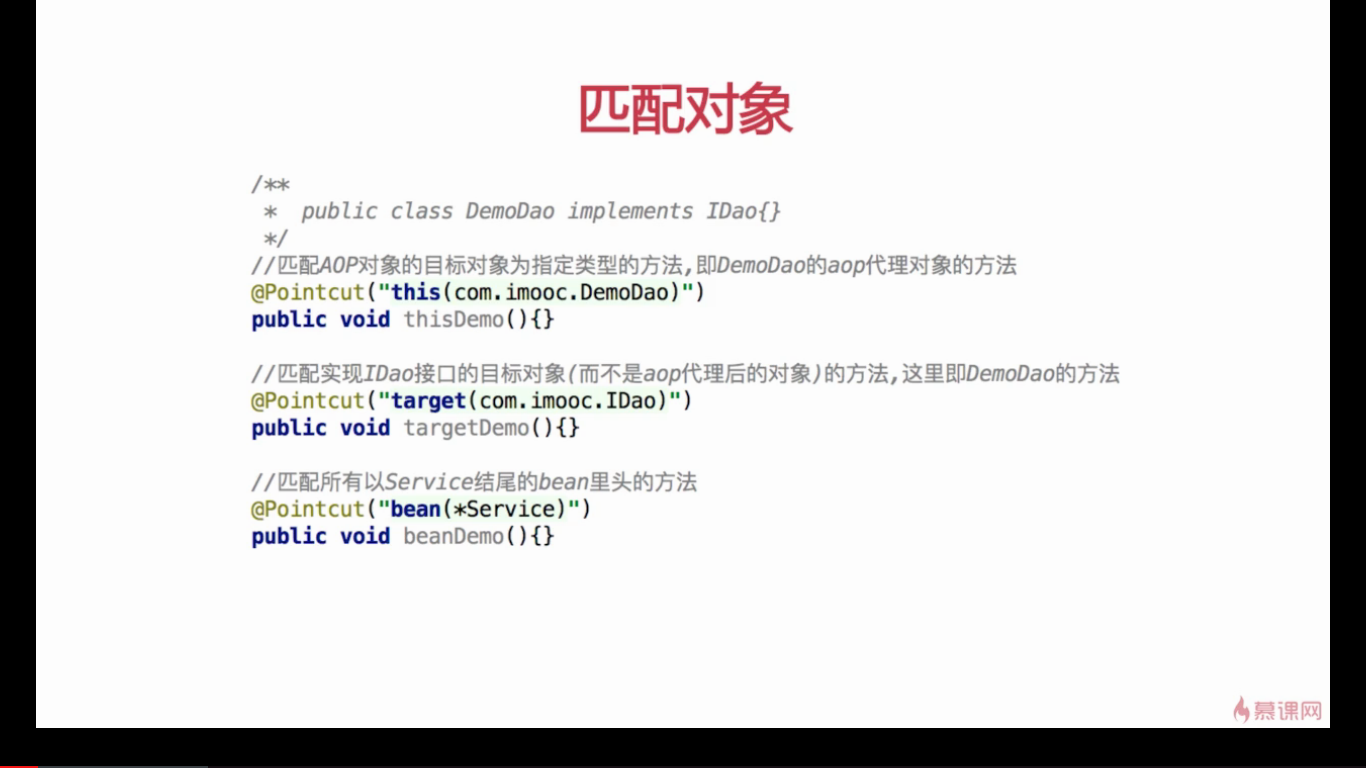 匹配对象
/**
 *  public class DemoDao implements IDao{}
 */
//匹配AOP对象的目标对象为指定类型的方法,即DemoDao的aop代理对象的方法
@Pointcut("this(com.imooc.DemoDao)")
public void thisDemo(){}
//匹配实现IDao接口的目标对象(而不是aop代理后的对象)的方法,这里即DemoDao的方法
@Pointcut("target(com.imooc.IDao)")
public void targetDemo(){}
//匹配所有以Service结尾的bean里头的方法
@Pointcut("bean(*Service)")
public void beanDemo(){}
慕课网